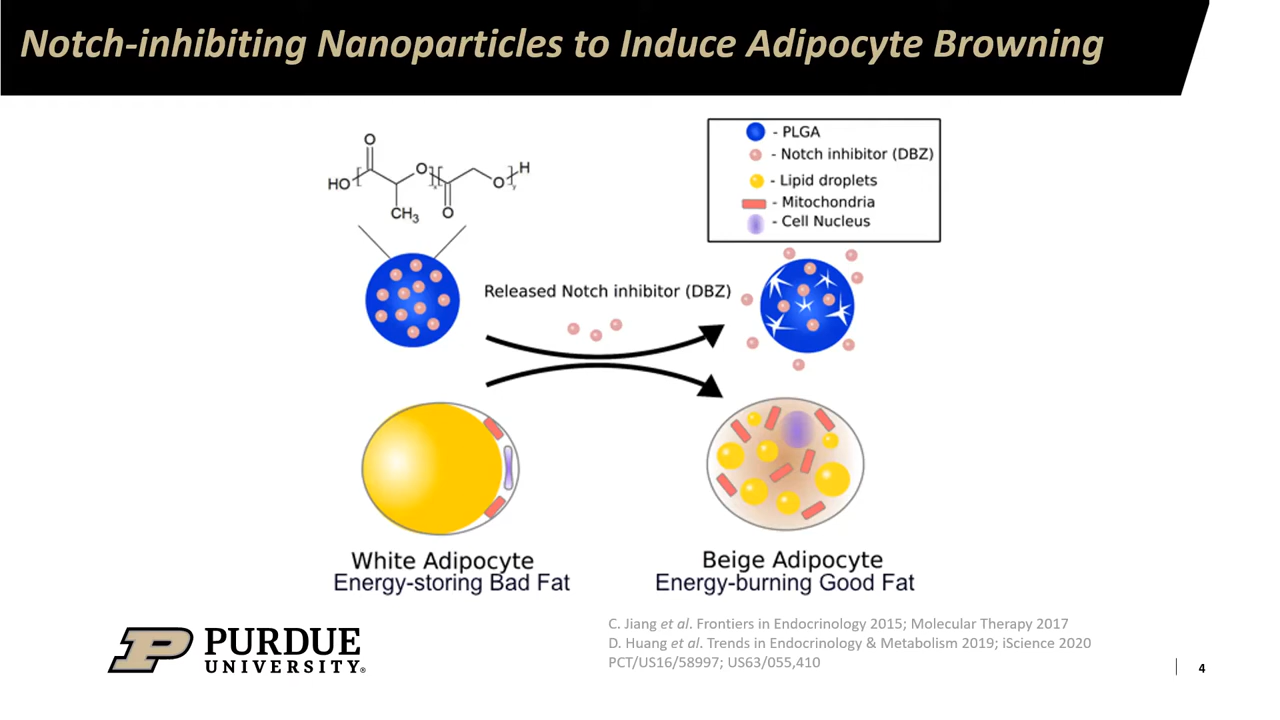 Notch-inhibiting Nanoparticles to Induce Adipocyte Browning
O
HO
O
x
O
O
y
H
CH3
- PLGA
- Notch inhibitor (DBZ)
- Lipid droplets
- Mitochondria
- Cell Nucleus
Released Notch inhibitor (DBZ)
White Adipocyte
Energy-storing Bad Fat
Beige Adipocyte
Energy-burning Good Fat
PURDUE
UNIVERSITY®
C. Jiang et al. Frontiers in Endocrinology 2015; Molecular Therapy 2017
D. Huang et al. Trends in Endocrinology & Metabolism 2019; iScience 2020
PCT/US16/58997; US63/055,410
4